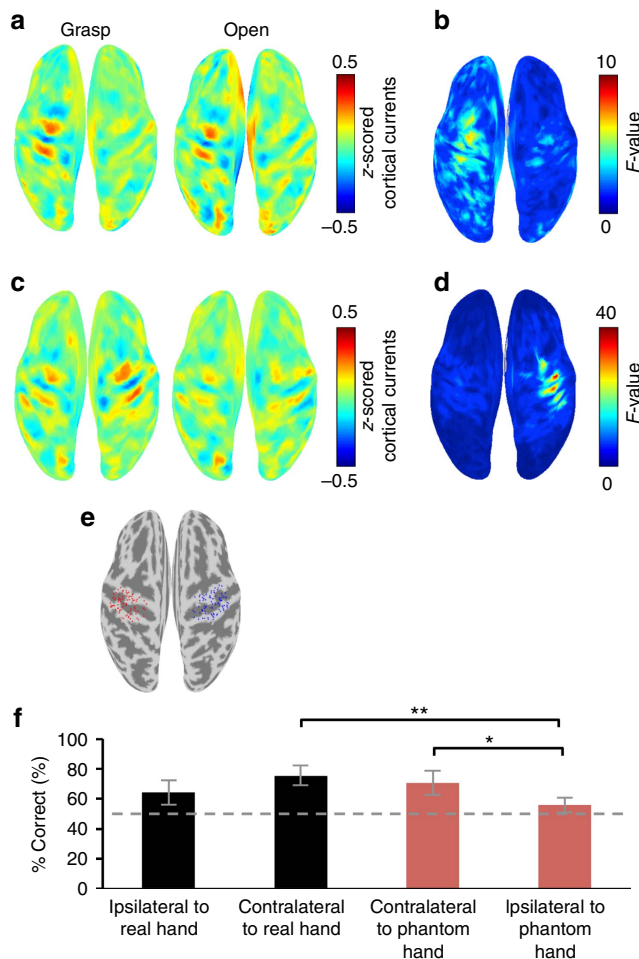 a
Grasp
Open
0.5
z-scored
cortical currents
–0.5
b
10
F-value
0
c
0.5
z-scored
cortical currents
–0.5
d
40
F-value
0
e
f
**
*
100
80
60
40
20
0
% Correct (%)
Ipsilateral to
real hand
Contralateral
to real hand
Contralateral
to phantom
hand
Ipsilateral to
phantom
hand